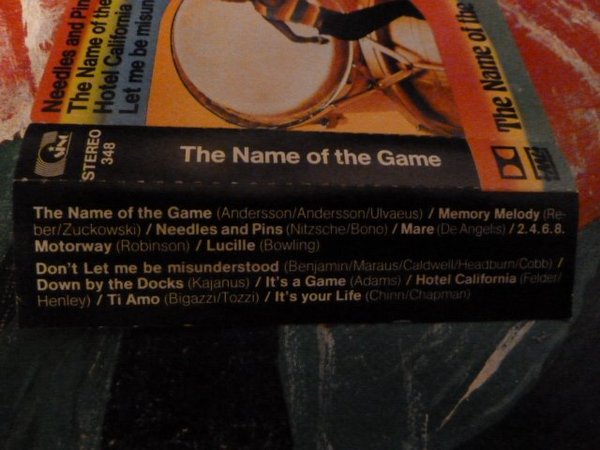 Needles and Pin
The Name of the
Hotel California
Let me be misun
The Name of the
STEREO
348
The Name of the Game
The Name of the Game (Andersson/Andersson/Ulvaeus) / Memory Melody (Re-
ber/Zuckowski) / Needles and Pins (Nitzsche/Bono) / Mare (De Angelis) / 2.4.6.8.
Motorway (Robinson) / Lucille (Bowling)
Don't Let me be misunderstood (Benjamin/Maraus/Caldwell/Headburn/Cobb) /
Down by the Docks (Kajanus) / It's a Game (Adams) / Hotel California (Felder/
Henley) / Ti Amo (Bigazzi/Tozzi) / It's your Life (Chinn/Chapman)